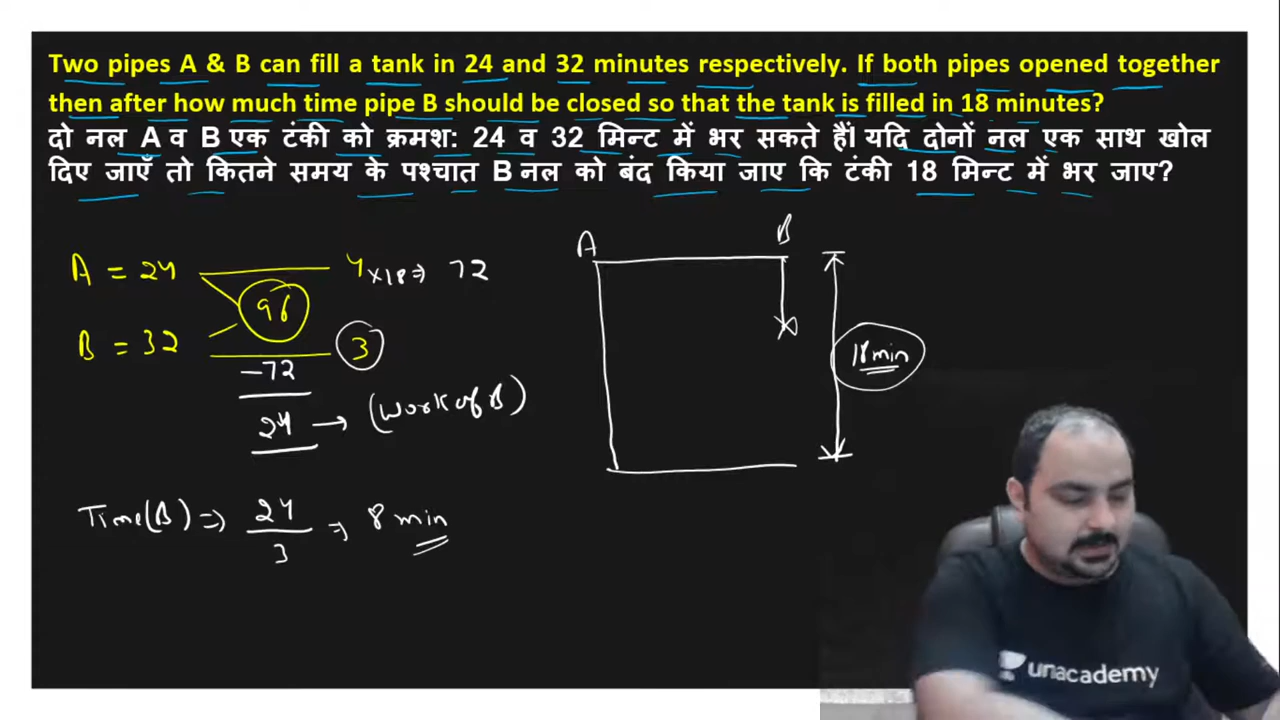 Two pipes A & B can fill a tank in 24 and 32 minutes respectively. If both pipes opened together
then after how much time pipe B should be closed so that the tank is filled in 18 minutes?
दो नल A व B एक टंकी को क्रमश: 24 व 32 मिन्ट में भर सकते हैं। यदि दोनों नल एक साथ खोल
दिए जाएँ तो कितने समय के पश्चात B नल को बंद किया जाए कि टंकी 18 मिन्ट में भर जाए?
A = 24 96 4×18⇒ 72
B = 32 3
-72
24 → (Work of B)
Time(B) ⇒ 24/3 ⇒ 8 min
A B
18min
unacademy